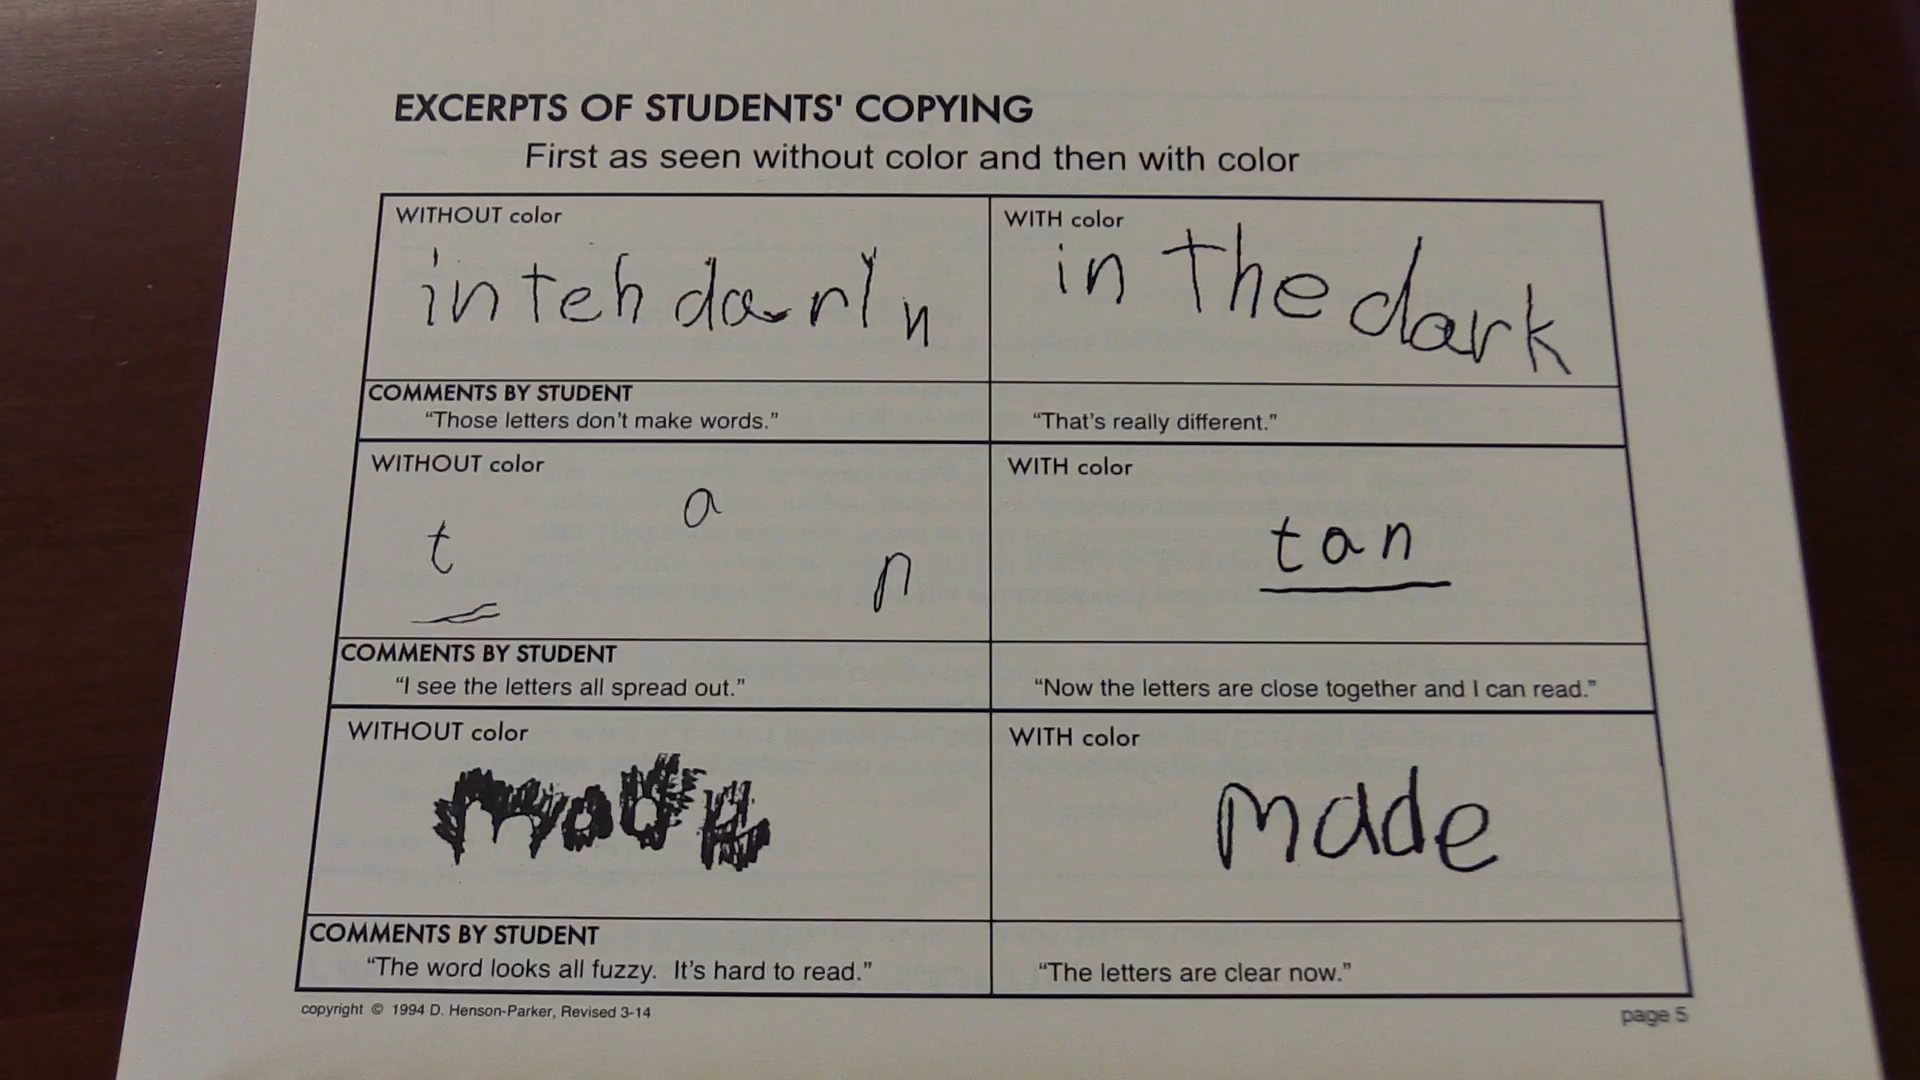 EXCERPTS OF STUDENTS' COPYING
First as seen without color and then with color
WITHOUT color
in teh darl n
COMMENTS BY STUDENT
“Those letters don’t make words.”
WITH color
in the dark
“That’s really different.”
WITHOUT color
t a n
COMMENTS BY STUDENT
“I see the letters all spread out.”
WITH color
tan
“Now the letters are close together and I can read.”
WITHOUT color
COMMENTS BY STUDENT
“The word looks all fuzzy. It’s hard to read.”
WITH color
made
“The letters are clear now.”
copyright © 1994 D. Henson-Parker, Revised 3-14
page 5